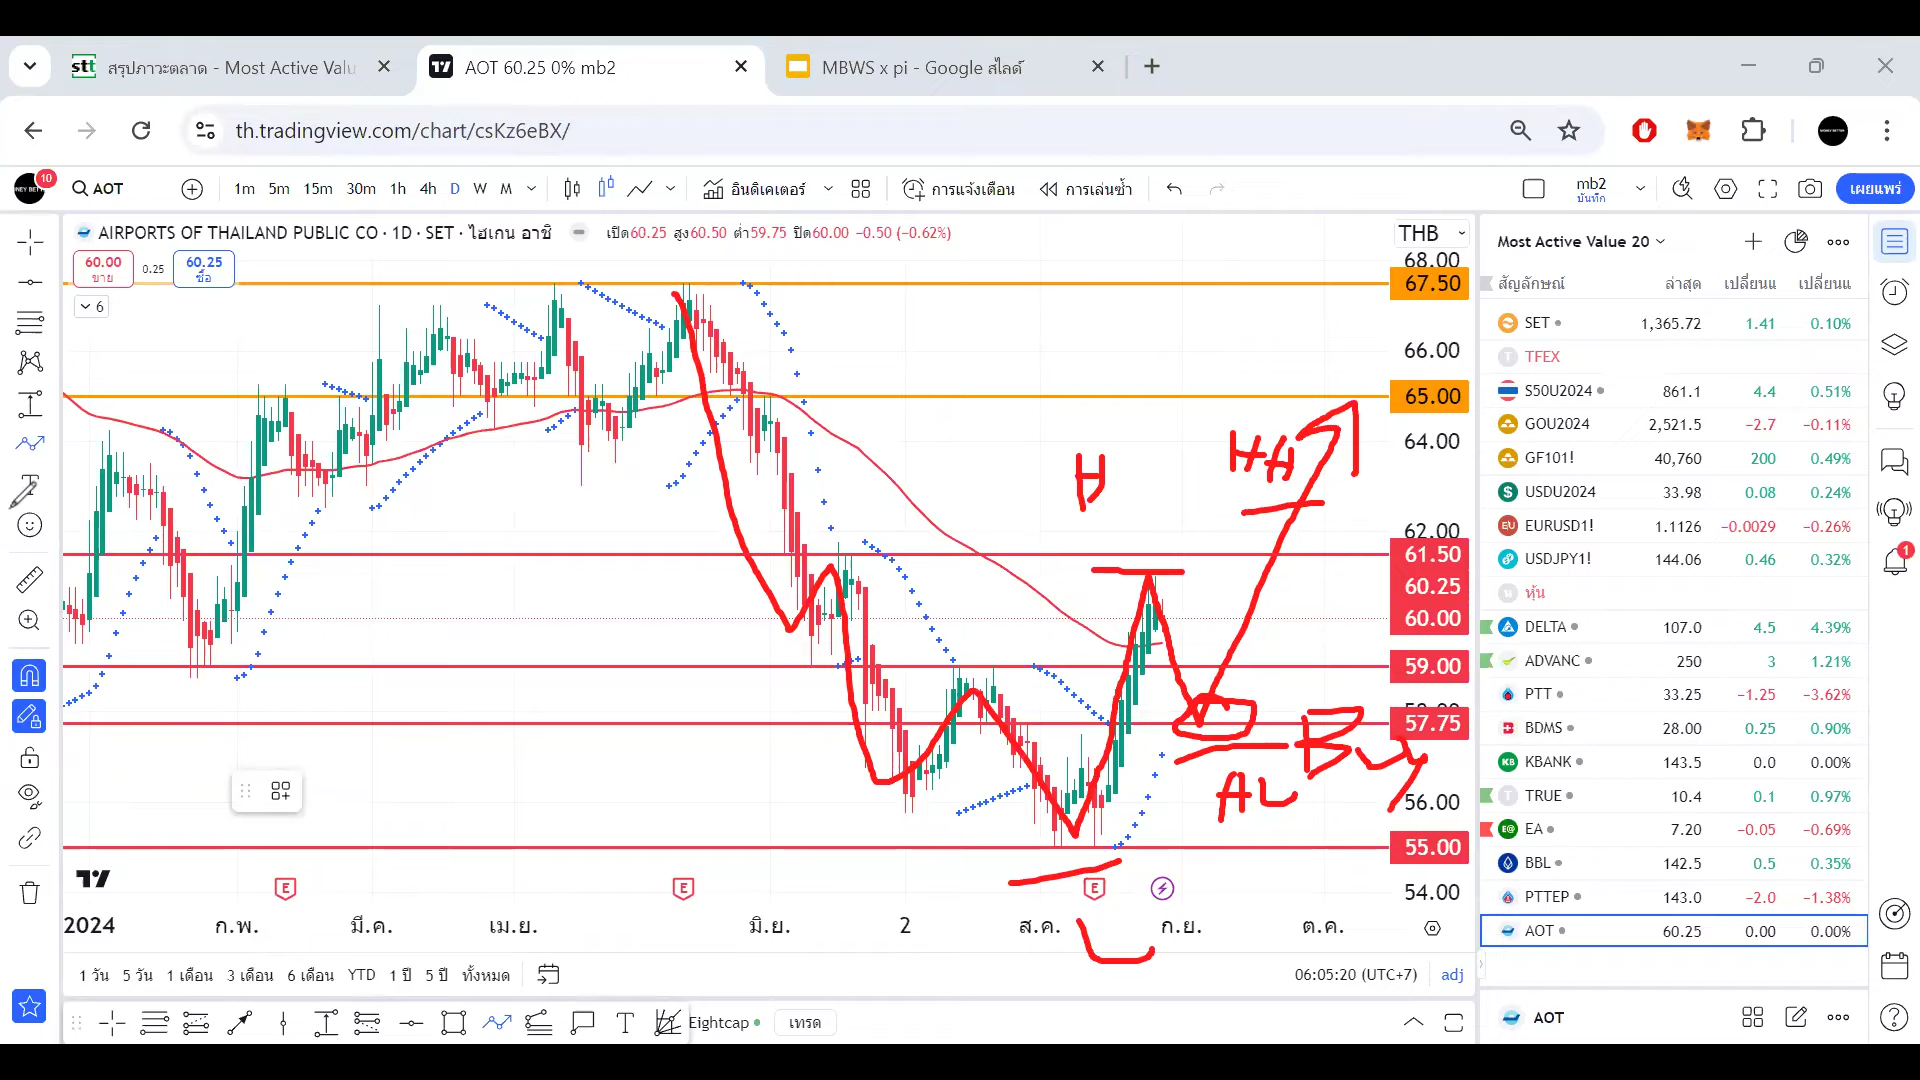 สรุปภาวะตลาด - Most Active Valu
AOT 60.25 0% mb2
MBWS x pi - Google สไลด์
th.tradingview.com/chart/csKz6eBX/
10
AOT
1m 5m 15m 30m 1h 4h D W M
อินดิเคเตอร์
การแจ้งเตือน
การเล่นซ้ำ
mb2
บันทึก
เผยแพร่
AIRPORTS OF THAILAND PUBLIC CO · 1D · SET · ไฮเกน อาชิ
เปิด60.25 สูง60.50 ต่ำ59.75 ปิด60.00 −0.50 (−0.62%)
THB
60.00
ขาย
0.25
60.25
ซื้อ
6
68.00
67.50
66.00
65.00
64.00
62.00
61.50
60.25
60.00
59.00
57.75
56.00
55.00
54.00
H
HH
Buy
L
E
E
E
2024 ก.พ. มี.ค. เม.ย. มิ.ย. 2 ส.ค. ก.ย. ต.ค.
1 วัน 5 วัน 1 เดือน 3 เดือน 6 เดือน YTD 1 ปี 5 ปี ทั้งหมด
06:05:20 (UTC+7)
adj
Eightcap
เทรด
Most Active Value 20
สัญลักษณ์ ล่าสุด เปลี่ยนแ เปลี่ยนแ
SET 1,365.72 1.41 0.10%
TFEX
S50U2024 861.1 4.4 0.51%
GOU2024 2,521.5 −2.7 −0.11%
GF101! 40,760 200 0.49%
USDU2024 33.98 0.08 0.24%
EURUSD1! 1.1126 −0.0029 −0.26%
USDJPY1! 144.06 0.46 0.32%
หุ้น
DELTA 107.0 4.5 4.39%
ADVANC 250 3 1.21%
PTT 33.25 −1.25 −3.62%
BDMS 28.00 0.25 0.90%
KBANK 143.5 0.0 0.00%
TRUE 10.4 0.1 0.97%
EA 7.20 −0.05 −0.69%
BBL 142.5 0.5 0.35%
PTTEP 143.0 −2.0 −1.38%
AOT 60.25 0.00 0.00%
AOT
1